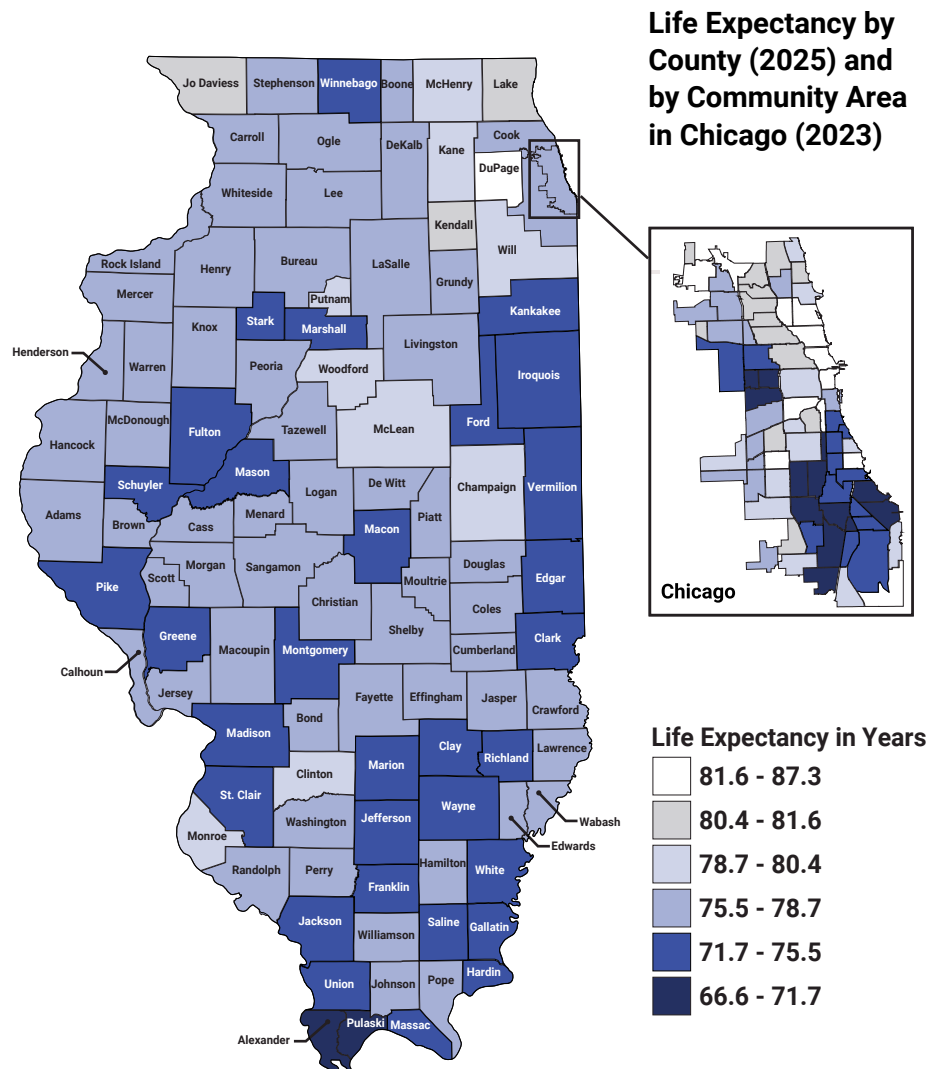 Life Expectancy by
County (2025) and
by Community Area
in Chicago (2023)
Jo Daviess
Stephenson
Winnebago
Boone
McHenry
Lake
Carroll
Ogle
DeKalb
Kane
Cook
DuPage
Whiteside
Lee
Kendall
Will
Rock Island
Henry
Bureau
LaSalle
Grundy
Mercer
Putnam
Kankakee
Stark
Marshall
Knox
Henderson
Warren
Peoria
Woodford
Livingston
Iroquois
Hancock
McDonough
Fulton
Tazewell
McLean
Ford
Schuyler
Mason
Logan
De Witt
Champaign
Vermilion
Adams
Brown
Cass
Menard
Macon
Piatt
Pike
Scott
Morgan
Sangamon
Christian
Moultrie
Douglas
Edgar
Coles
Calhoun
Greene
Macoupin
Montgomery
Shelby
Cumberland
Clark
Jersey
Fayette
Effingham
Jasper
Crawford
Madison
Bond
Marion
Clay
Richland
Lawrence
St. Clair
Clinton
Washington
Jefferson
Wayne
Wabash
Edwards
Monroe
Randolph
Perry
Hamilton
White
Franklin
Jackson
Williamson
Saline
Gallatin
Union
Johnson
Pope
Hardin
Alexander
Pulaski
Massac
Chicago
Life Expectancy in Years
81.6 - 87.3
80.4 - 81.6
78.7 - 80.4
75.5 - 78.7
71.7 - 75.5
66.6 - 71.7